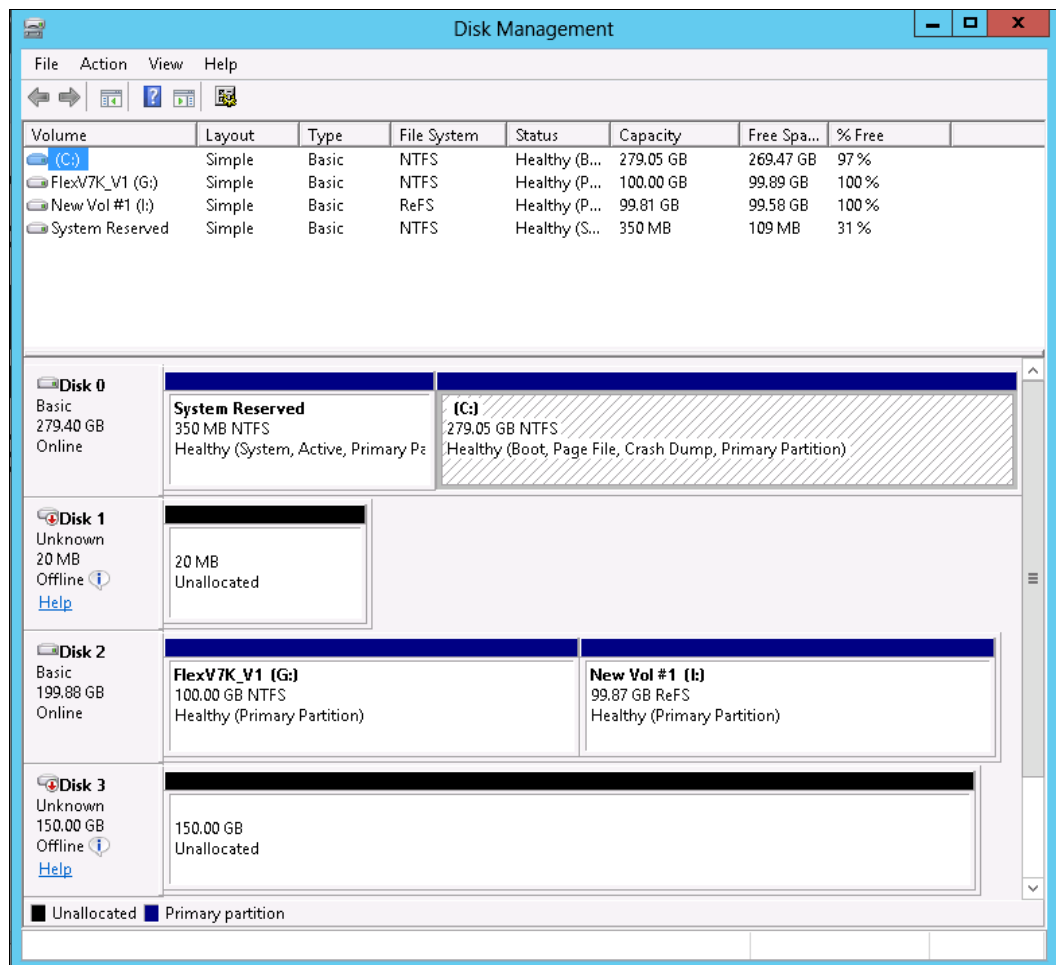 Disk Management
File Action View Help
Volume Layout Type File System Status Capacity Free Spa... % Free
(C:) Simple Basic NTFS Healthy (B... 279.05 GB 269.47 GB 97 %
FlexV7K_V1 (G:) Simple Basic NTFS Healthy (P... 100.00 GB 99.89 GB 100 %
New Vol #1 (I:) Simple Basic ReFS Healthy (P... 99.81 GB 99.58 GB 100 %
System Reserved Simple Basic NTFS Healthy (S... 350 MB 109 MB 31 %
Disk 0
Basic
279.40 GB
Online
System Reserved
350 MB NTFS
Healthy (System, Active, Primary Pa
(C:)
279.05 GB NTFS
Healthy (Boot, Page File, Crash Dump, Primary Partition)
Disk 1
Unknown
20 MB
Offline
Help
20 MB
Unallocated
Disk 2
Basic
199.88 GB
Online
FlexV7K_V1 (G:)
100.00 GB NTFS
Healthy (Primary Partition)
New Vol #1 (I:)
99.87 GB ReFS
Healthy (Primary Partition)
Disk 3
Unknown
150.00 GB
Offline
Help
150.00 GB
Unallocated
Unallocated Primary partition